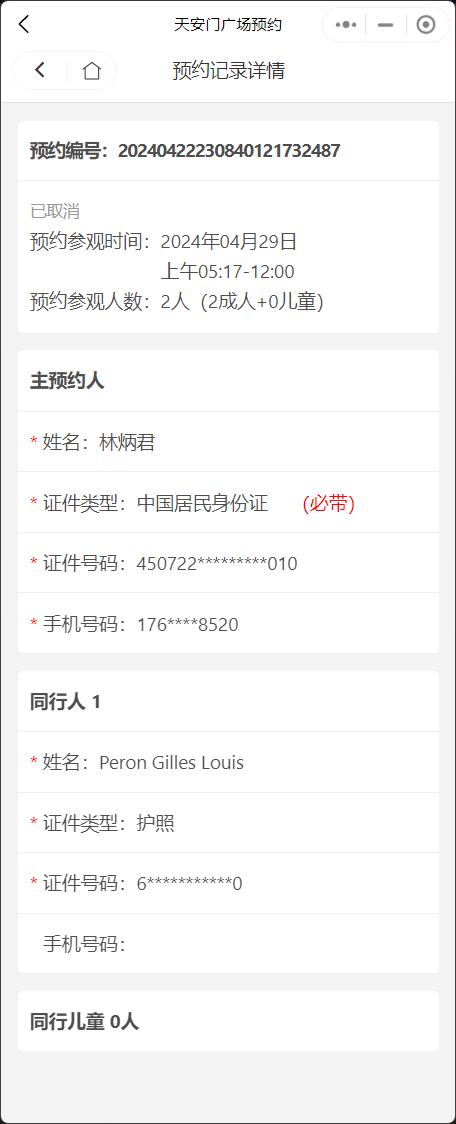 天安门广场预约
预约记录详情
预约编号：20240422230840121732487
已取消
预约参观时间：2024年04月29日
上午05:17-12:00
预约参观人数：2人（2成人+0儿童）
主预约人
* 姓名：林炳君
* 证件类型：中国居民身份证 （必带）
* 证件号码：450722*********010
* 手机号码：176****8520
同行人 1
* 姓名：Peron Gilles Louis
* 证件类型：护照
* 证件号码：6***********0
手机号码：
同行儿童 0人